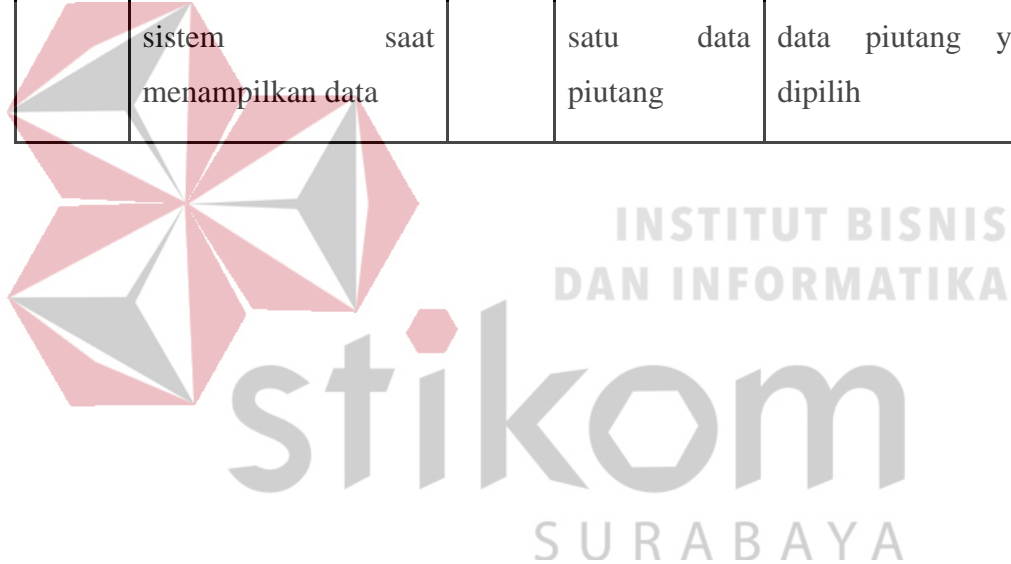 sistem saat
menampilkan data
satu data
piutang
data piutang y
dipilih
INSTITUT BISNIS
DAN INFORMATIKA
stikom
SURABAYA